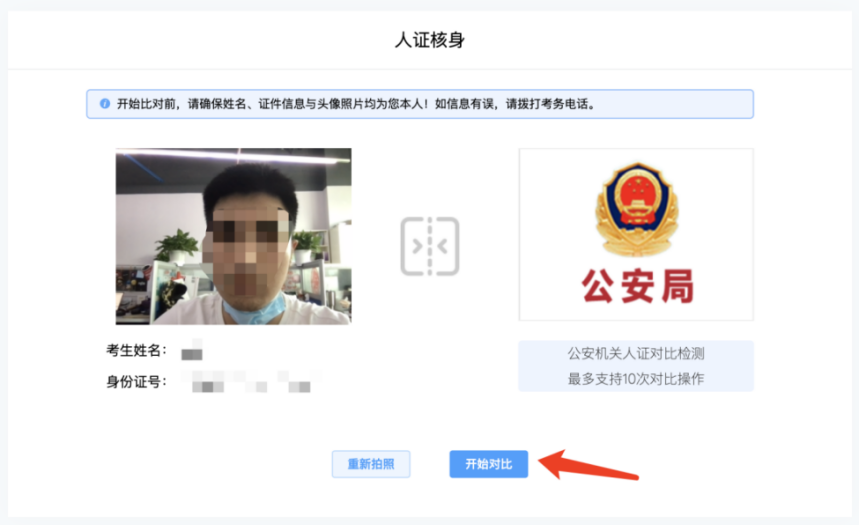 人证核身
开始比对前，请确保姓名、证件信息与头像照片均为您本人！如信息有误，请拨打考务电话。
公安局
考生姓名：
身份证号：
公安机关人证对比检测
最多支持10次对比操作
重新拍照
开始对比